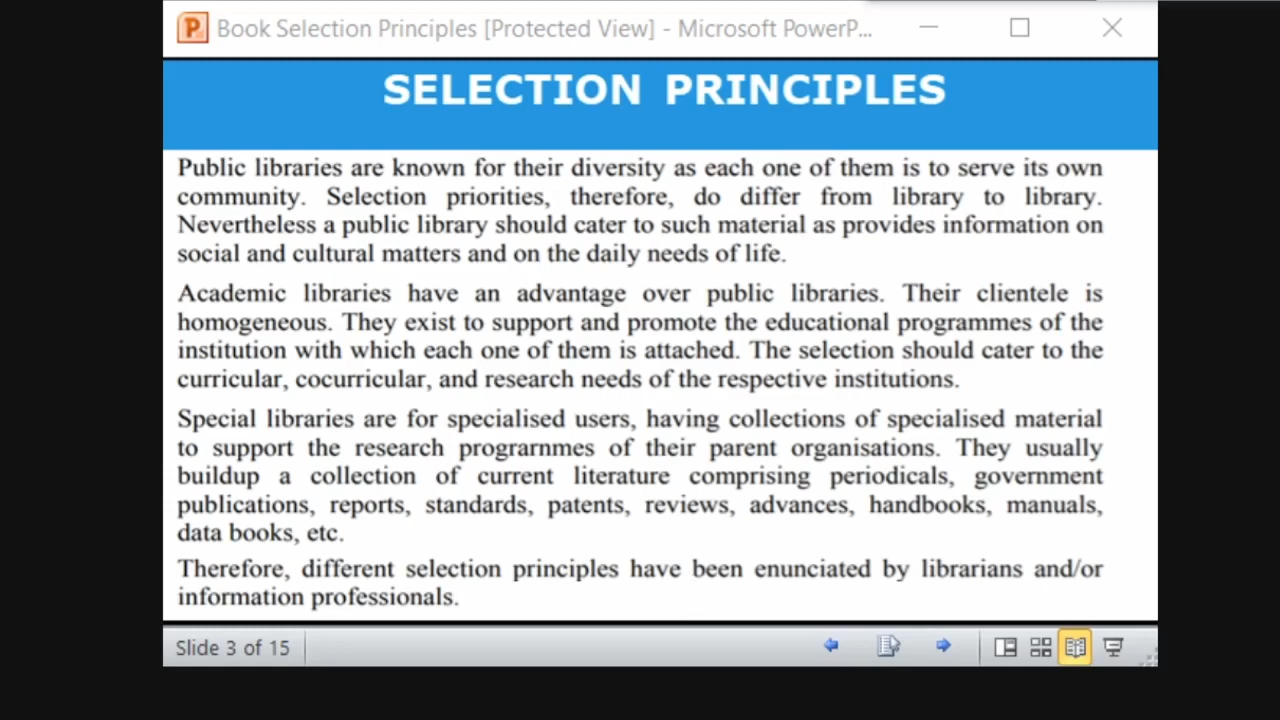 Book Selection Principles [Protected View] - Microsoft PowerP...
SELECTION PRINCIPLES
Public libraries are known for their diversity as each one of them is to serve its own
community. Selection priorities, therefore, do differ from library to library.
Nevertheless a public library should cater to such material as provides information on
social and cultural matters and on the daily needs of life.
Academic libraries have an advantage over public libraries. Their clientele is
homogeneous. They exist to support and promote the educational programmes of the
institution with which each one of them is attached. The selection should cater to the
curricular, cocurricular, and research needs of the respective institutions.
Special libraries are for specialised users, having collections of specialised material
to support the research prograrnmes of their parent organisations. They usually
buildup a collection of current literature comprising periodicals, government
publications, reports, standards, patents, reviews, advances, handbooks, manuals,
data books, etc.
Therefore, different selection principles have been enunciated by librarians and/or
information professionals.
Slide 3 of 15